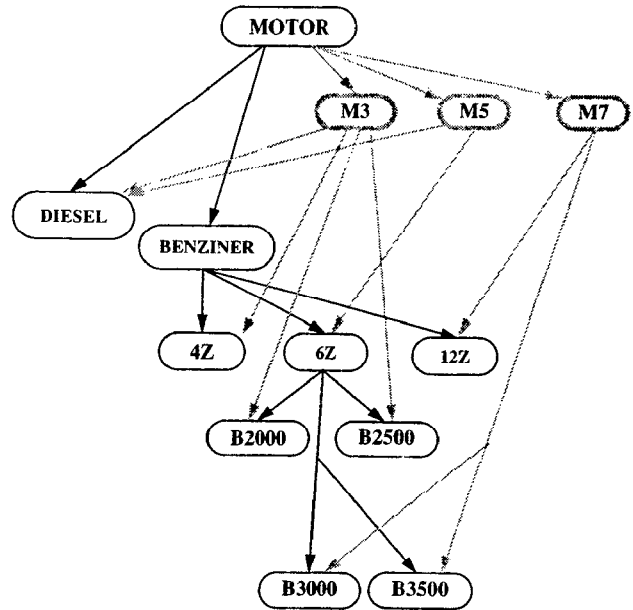 MOTOR
M3 M5 M7
DIESEL
BENZINER
4Z 6Z 12Z
B2000 B2500
B3000 B3500